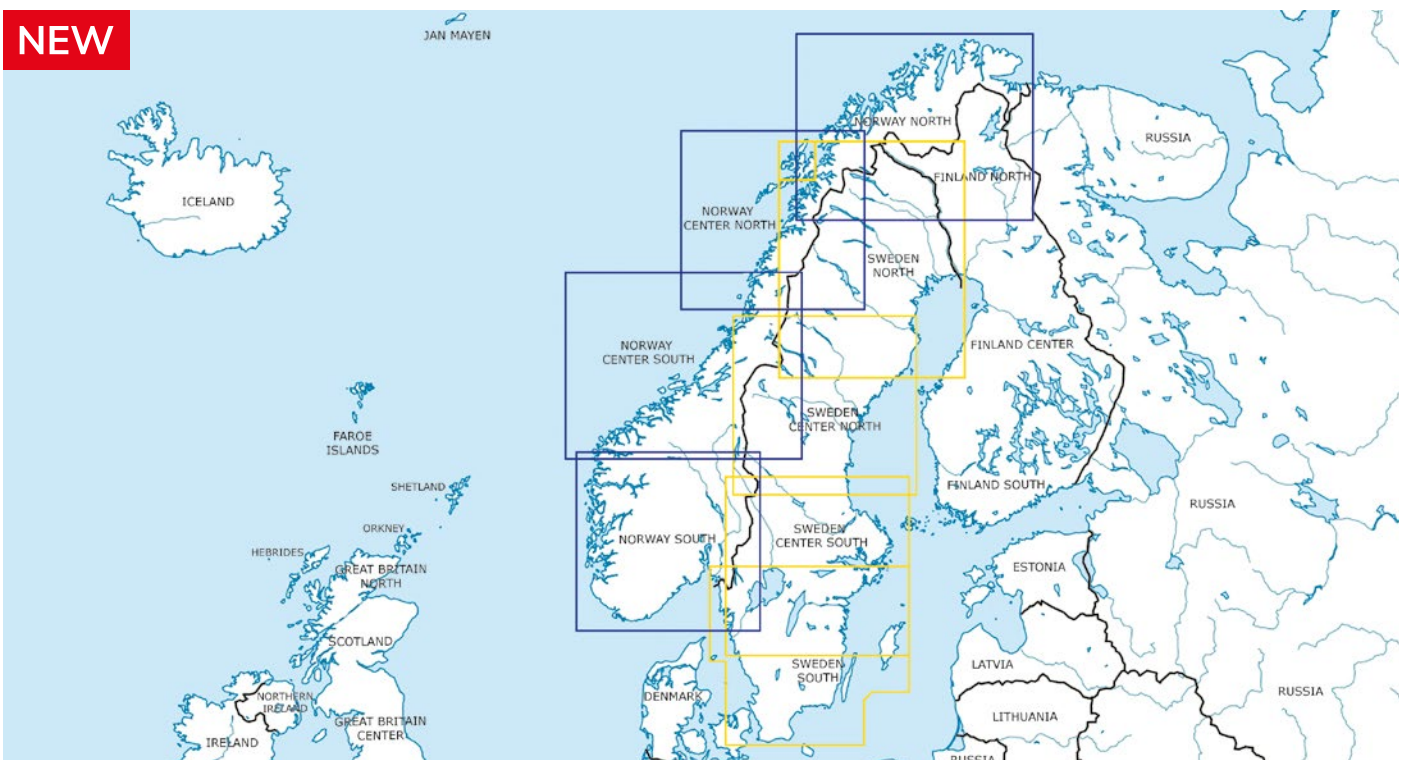 NEW
JAN MAYEN
NORWAY NORTH
RUSSIA
FINLAND NORTH
ICELAND
NORWAY
CENTER NORTH
SWEDEN
NORTH
NORWAY
CENTER SOUTH
FINLAND CENTER
SWEDEN
CENTER NORTH
FAROE
ISLANDS
SHETLAND
FINLAND SOUTH
RUSSIA
ORKNEY
SWEDEN
CENTER SOUTH
NORWAY SOUTH
HEBRIDES
GREAT BRITAIN
NORTH
ESTONIA
SCOTLAND
LATVIA
SWEDEN
SOUTH
RUSSIA
NORTHERN
IRELAND
DENMARK
LITHUANIA
GREAT BRITAIN
CENTER
IRELAND
RUSSIA